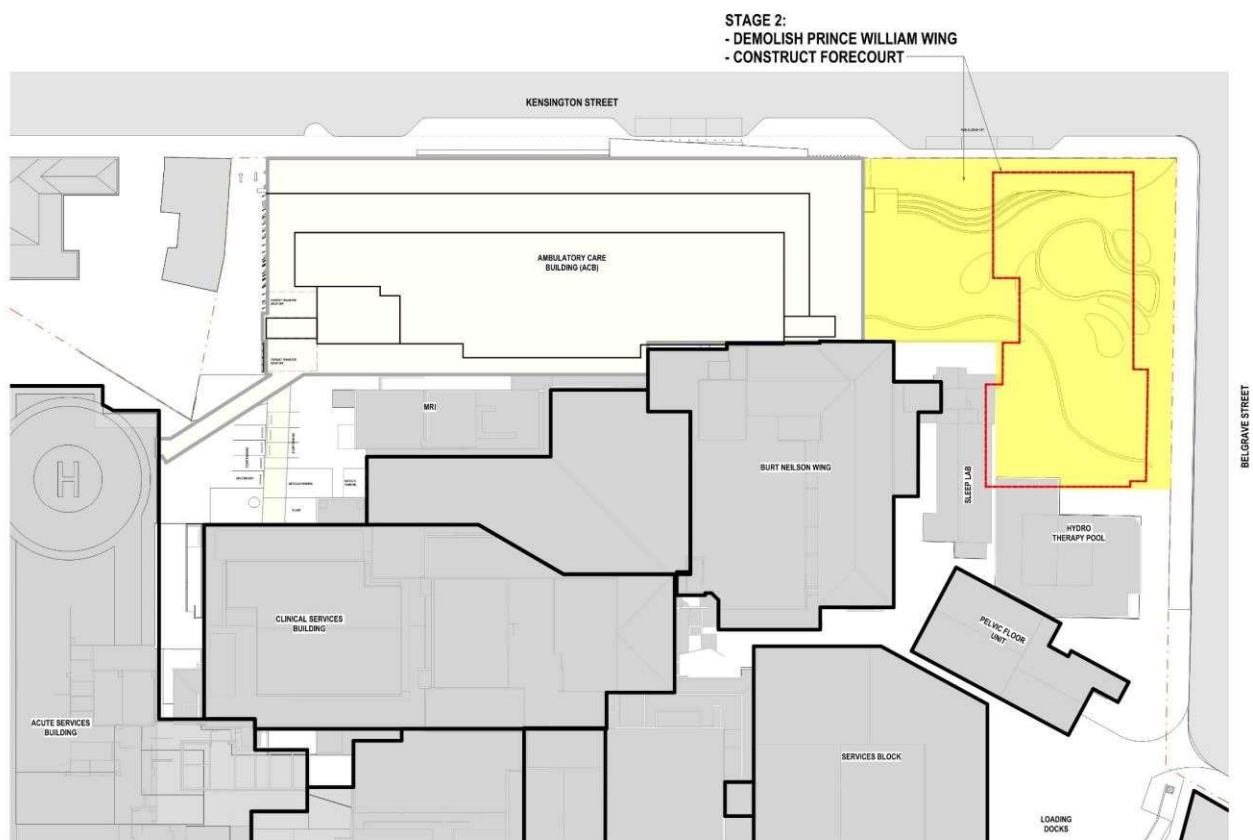 STAGE 2:
- DEMOLISH PRINCE WILLIAM WING
- CONSTRUCT FORECOURT
KENSINGTON STREET
AMBULATORY CARE
BUILDING (ACB)
MRI
BURT NEILSON WING
SLEEP LAB
HYDRO
THERAPY POOL
BELGRAVE STREET
H
CLINICAL SERVICES
BUILDING
PELVIC FLOOR
UNIT
ACUTE SERVICES
BUILDING
SERVICES BLOCK
LOADING
DOCKS